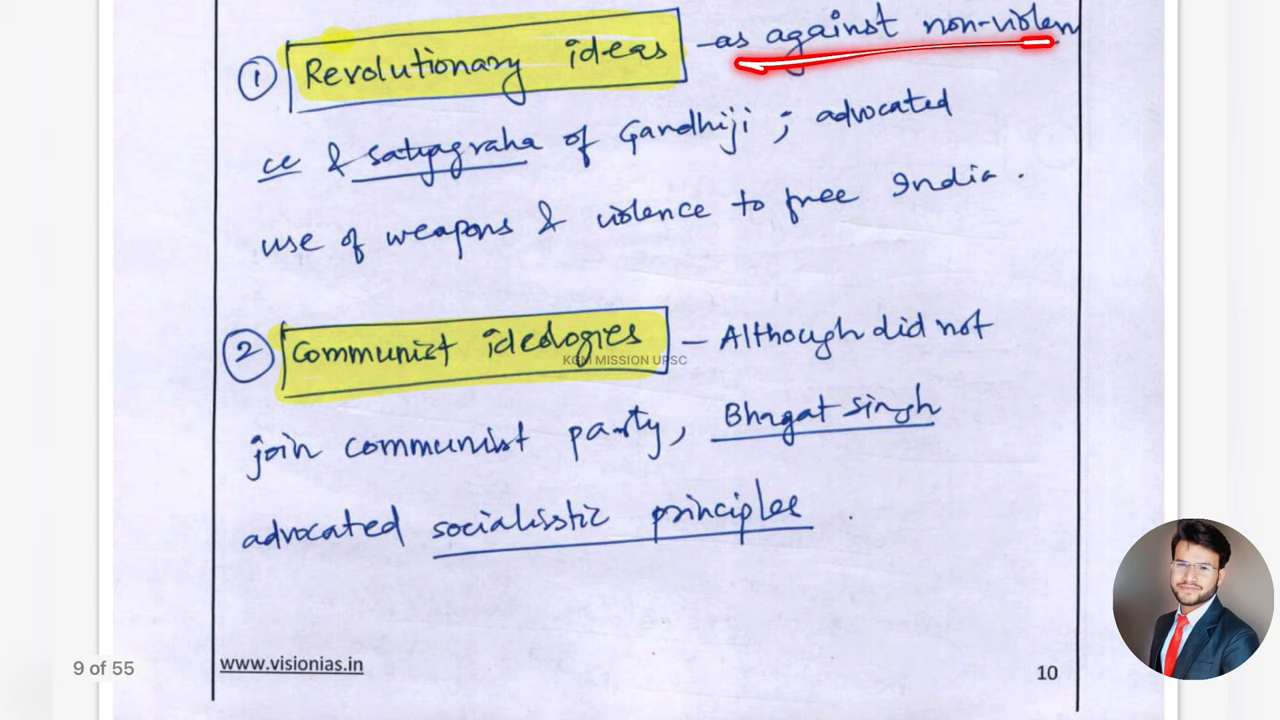 ① Revolutionary ideas - as against non-violen
ce & satyagraha of Gandhiji ; advocated
use of weapons & violence to free India .
② Communist ideologies - Although did not
KGM MISSION UPSC
join communist party, Bhagat singh
advocated socialistic principles .
www.visionias.in
10
9 of 55